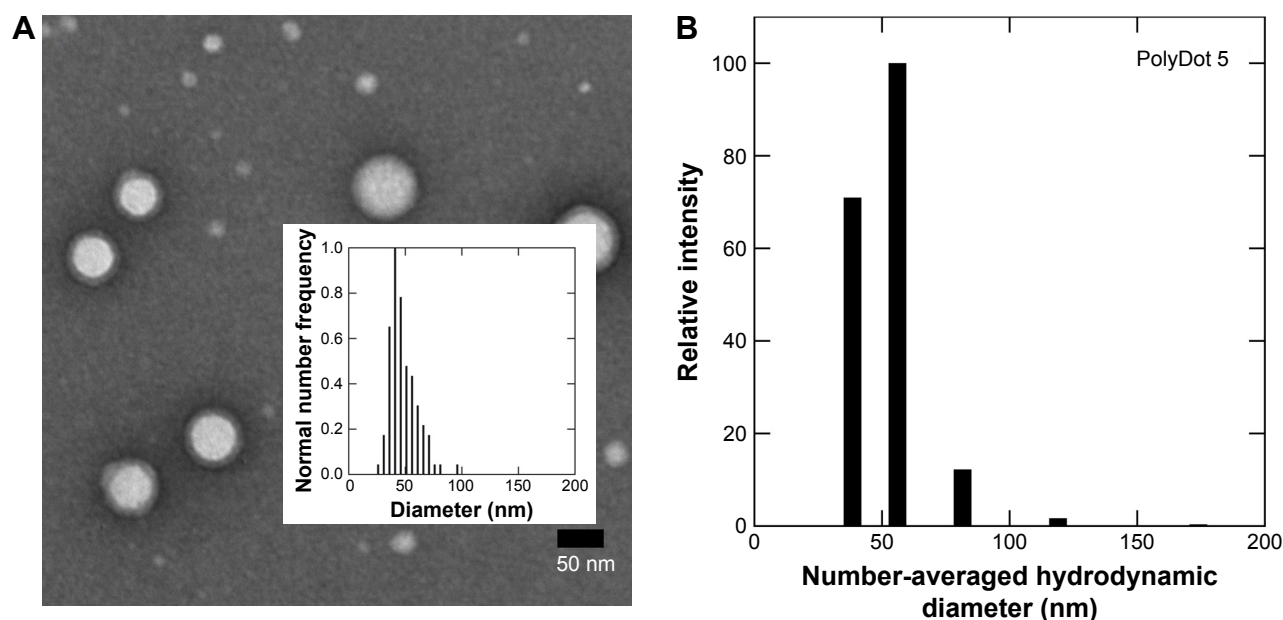 A
Normal number frequency
1.0
0.8
0.6
0.4
0.2
0.0
0 50 100 150 200
Diameter (nm)
50 nm
B
PolyDot 5
Relative intensity
100
80
60
40
20
0
0 50 100 150 200
Number-averaged hydrodynamic
diameter (nm)